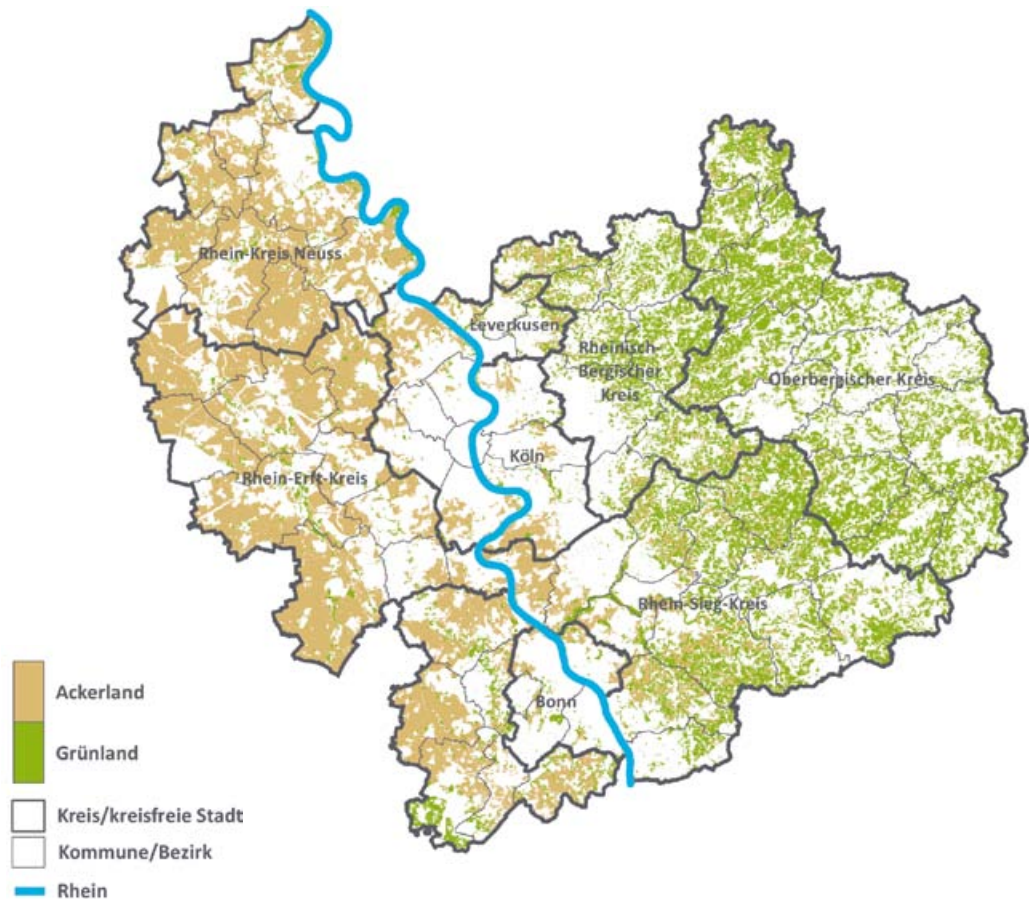 Rhein-Kreis Neuss
Leverkusen
Rheinisch-
Bergischer
Kreis
Oberbergischer Kreis
Köln
Rhein-Erft-Kreis
Rhein-Sieg-Kreis
Bonn
Ackerland
Grünland
Kreis/kreisfreie Stadt
Kommune/Bezirk
Rhein